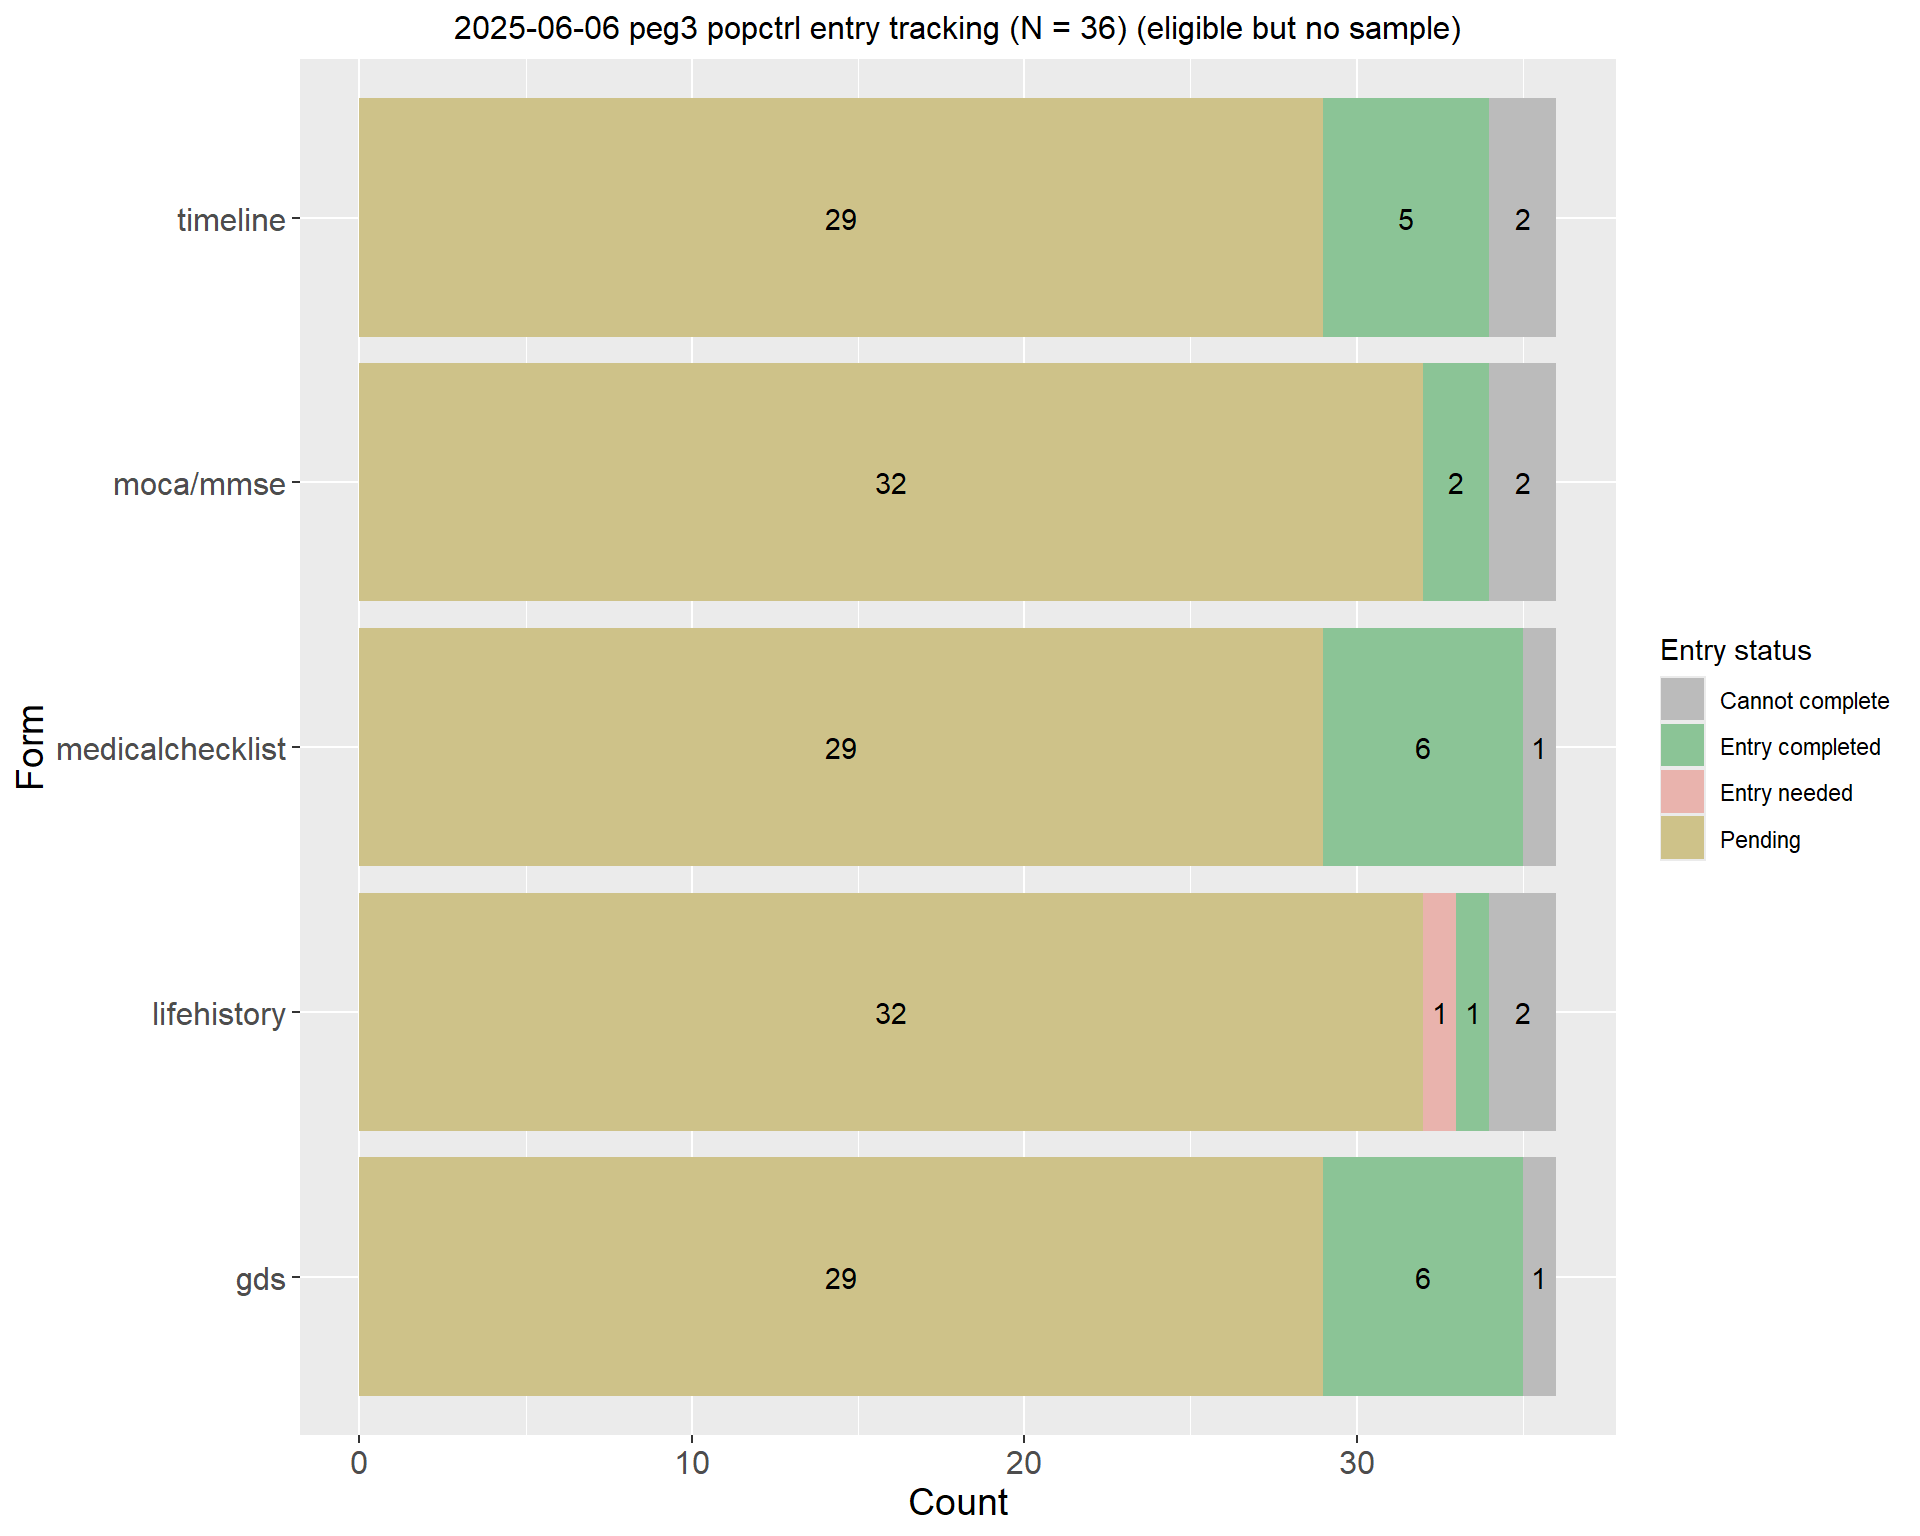 2025-06-06 peg3 popctrl entry tracking (N = 36) (eligible but no sample)
timeline
29
5
2
moca/mmse
32
2
2
medicalchecklist
29
6
1
lifehistory
32
1
1
2
gds
29
6
1
0
10
20
30
Count
Form
Entry status
Cannot complete
Entry completed
Entry needed
Pending